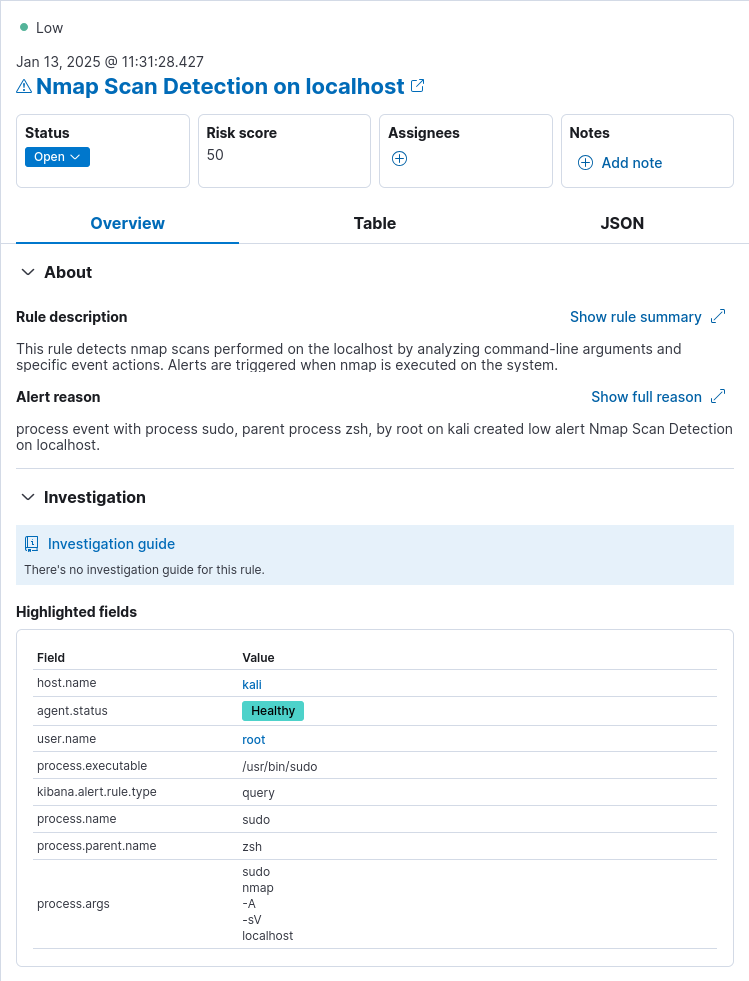 Low
Jan 13, 2025 @ 11:31:28.427
Nmap Scan Detection on localhost
Status
Open
Risk score
50
Assignees
Notes
Add note
Overview
Table
JSON
About
Rule description
Show rule summary
This rule detects nmap scans performed on the localhost by analyzing command-line arguments and
specific event actions. Alerts are triggered when nmap is executed on the system.
Alert reason
Show full reason
process event with process sudo, parent process zsh, by root on kali created low alert Nmap Scan Detection
on localhost.
Investigation
Investigation guide
There's no investigation guide for this rule.
Highlighted fields
Field Value
host.name kali
agent.status Healthy
user.name root
process.executable /usr/bin/sudo
kibana.alert.rule.type query
process.name sudo
process.parent.name zsh
process.args
sudo
nmap
-A
-sV
localhost